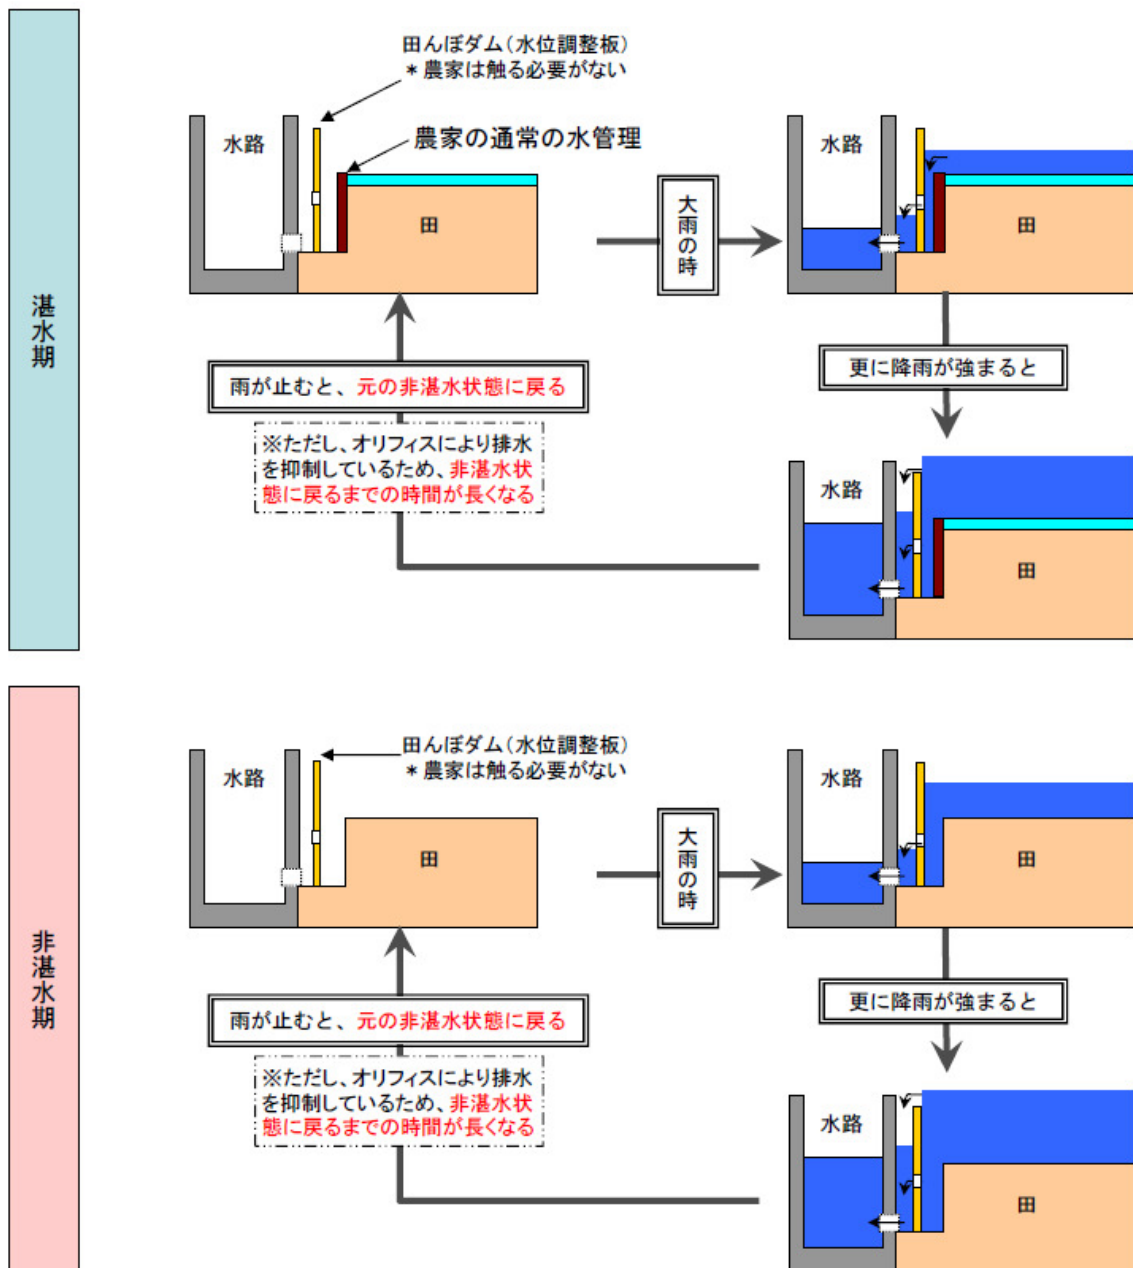 湛水期
田んぼダム（水位調整板）
＊農家は触る必要がない
農家の通常の水管理
水路
田
大雨の時
水路
田
更に降雨が強まると
水路
田
雨が止むと、元の非湛水状態に戻る
※ただし、オリフィスにより排水
を抑制しているため、非湛水状
態に戻るまでの時間が長くなる
非湛水期
田んぼダム（水位調整板）
＊農家は触る必要がない
水路
田
大雨の時
水路
田
更に降雨が強まると
水路
田
雨が止むと、元の非湛水状態に戻る
※ただし、オリフィスにより排水
を抑制しているため、非湛水状
態に戻るまでの時間が長くなる